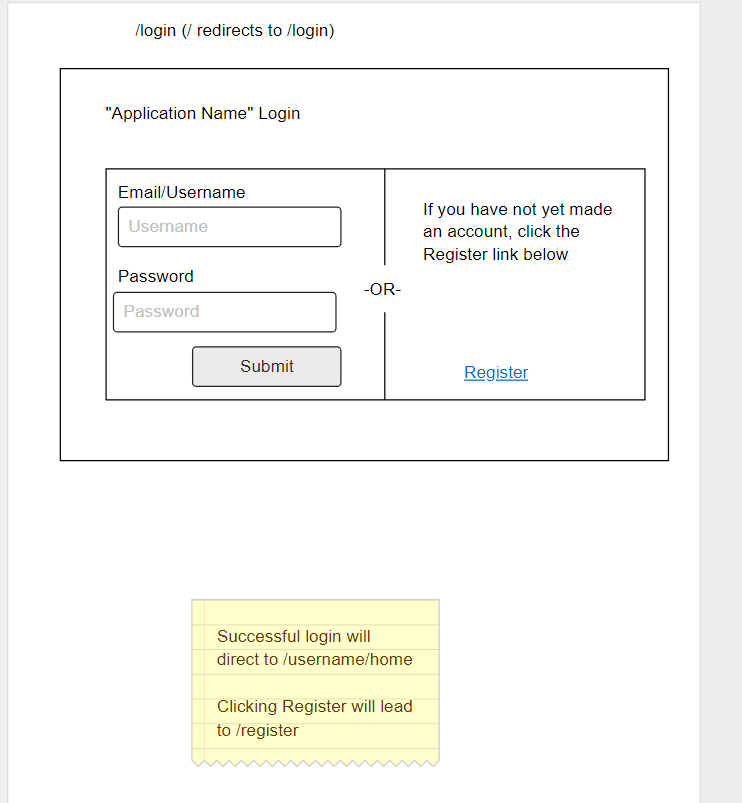 /login (/ redirects to /login)
"Application Name" Login
Email/Username
Username
Password
Password
Submit
-OR-
If you have not yet made
an account, click the
Register link below
Register
Successful login will
direct to /username/home
Clicking Register will lead
to /register